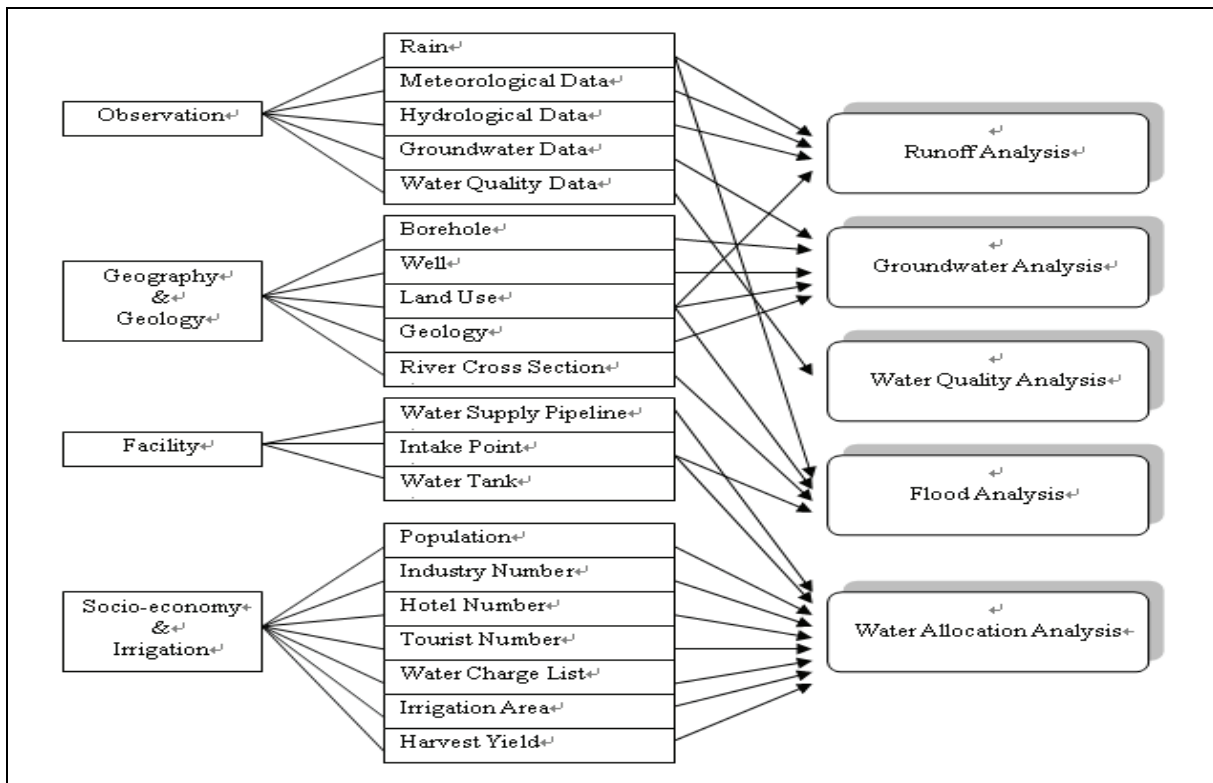 Observation
Rain
Meteorological Data
Hydrological Data
Groundwater Data
Water Quality Data
Geography
&
Geology
Borehole
Well
Land Use
Geology
River Cross Section
Facility
Water Supply Pipeline
Intake Point
Water Tank
Socio-economy
&
Irrigation
Population
Industry Number
Hotel Number
Tourist Number
Water Charge List
Irrigation Area
Harvest Yield
Runoff Analysis
Groundwater Analysis
Water Quality Analysis
Flood Analysis
Water Allocation Analysis